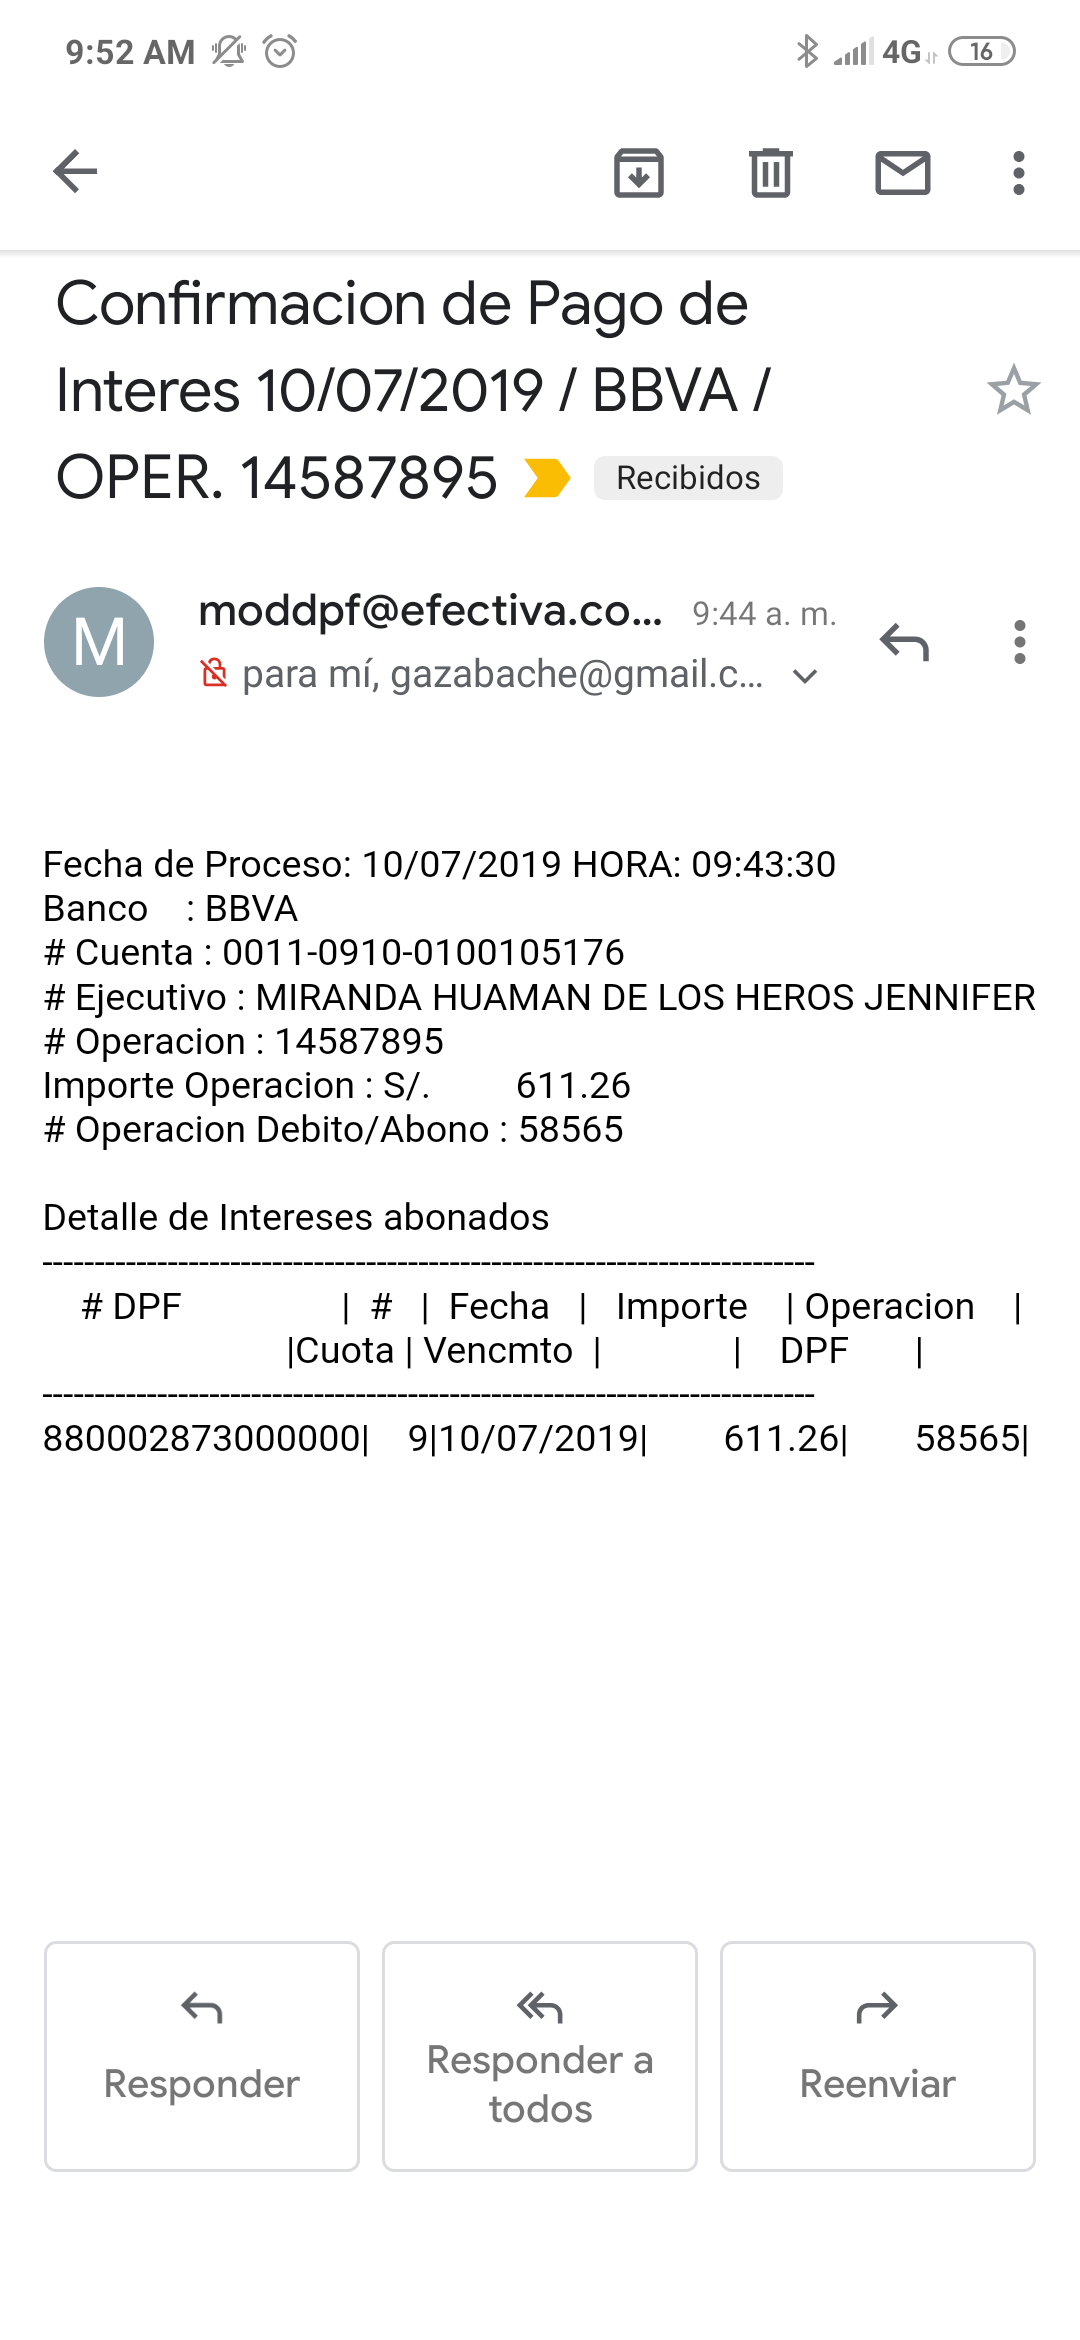 9:52 AM 4G 16
Confirmacion de Pago de
Interes 10/07/2019 / BBVA /
OPER. 14587895 Recibidos
M
moddpf@efectiva.co... 9:44 a. m.
para mí, gazabache@gmail.c...
Fecha de Proceso: 10/07/2019 HORA: 09:43:30
Banco : BBVA
# Cuenta : 0011-0910-0100105176
# Ejecutivo : MIRANDA HUAMAN DE LOS HEROS JENNIFER
# Operacion : 14587895
Importe Operacion : S/. 611.26
# Operacion Debito/Abono : 58565
Detalle de Intereses abonados
--------------------------------------------------------------------------
# DPF | # | Fecha | Importe | Operacion |
|Cuota | Vencmto | | DPF |
--------------------------------------------------------------------------
880002873000000| 9|10/07/2019| 611.26| 58565|
Responder
Responder a
todos
Reenviar